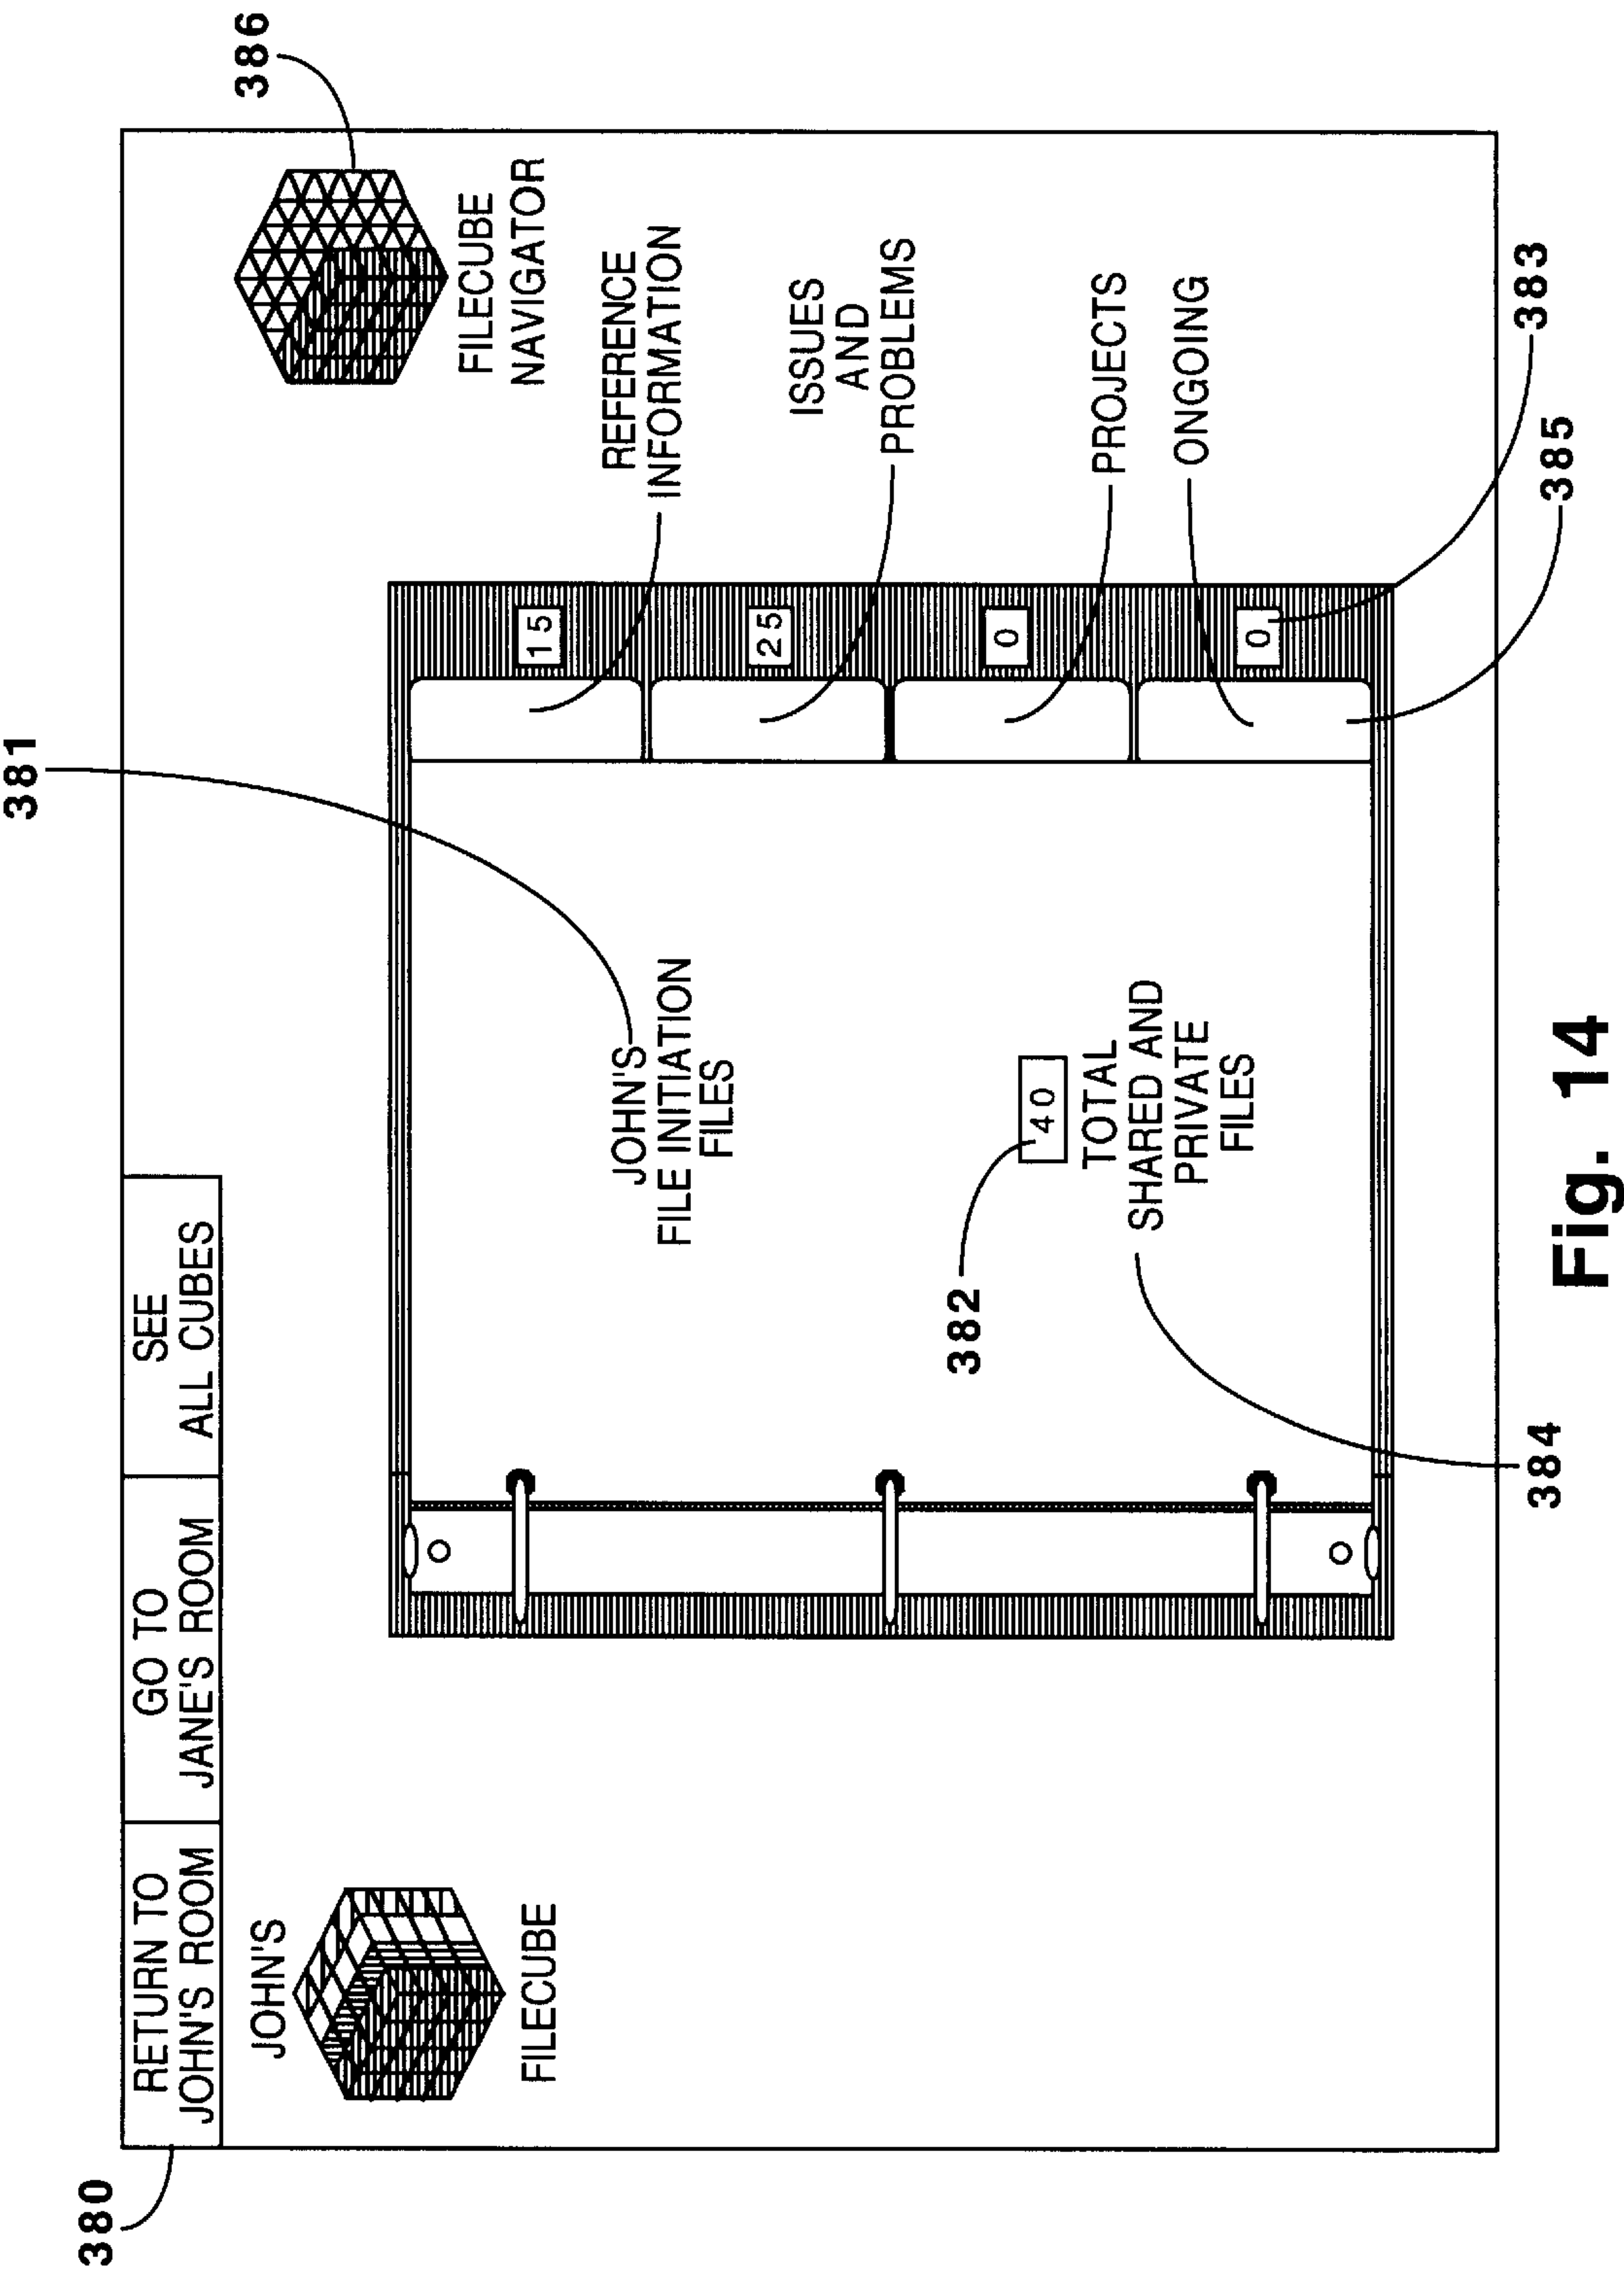 381
386
380
RETURN TO
JOHN'S ROOM
GO TO
JANE'S ROOM
SEE
ALL CUBES
JOHN'S
FILECUBE
FILECUBE
NAVIGATOR
JOHN'S
FILE INITIATION
FILES
382
40
TOTAL
SHARED AND
PRIVATE
FILES
15
25
0
0
REFERENCE
INFORMATION
ISSUES
AND
PROBLEMS
PROJECTS
ONGOING
384
385
383
Fig. 14